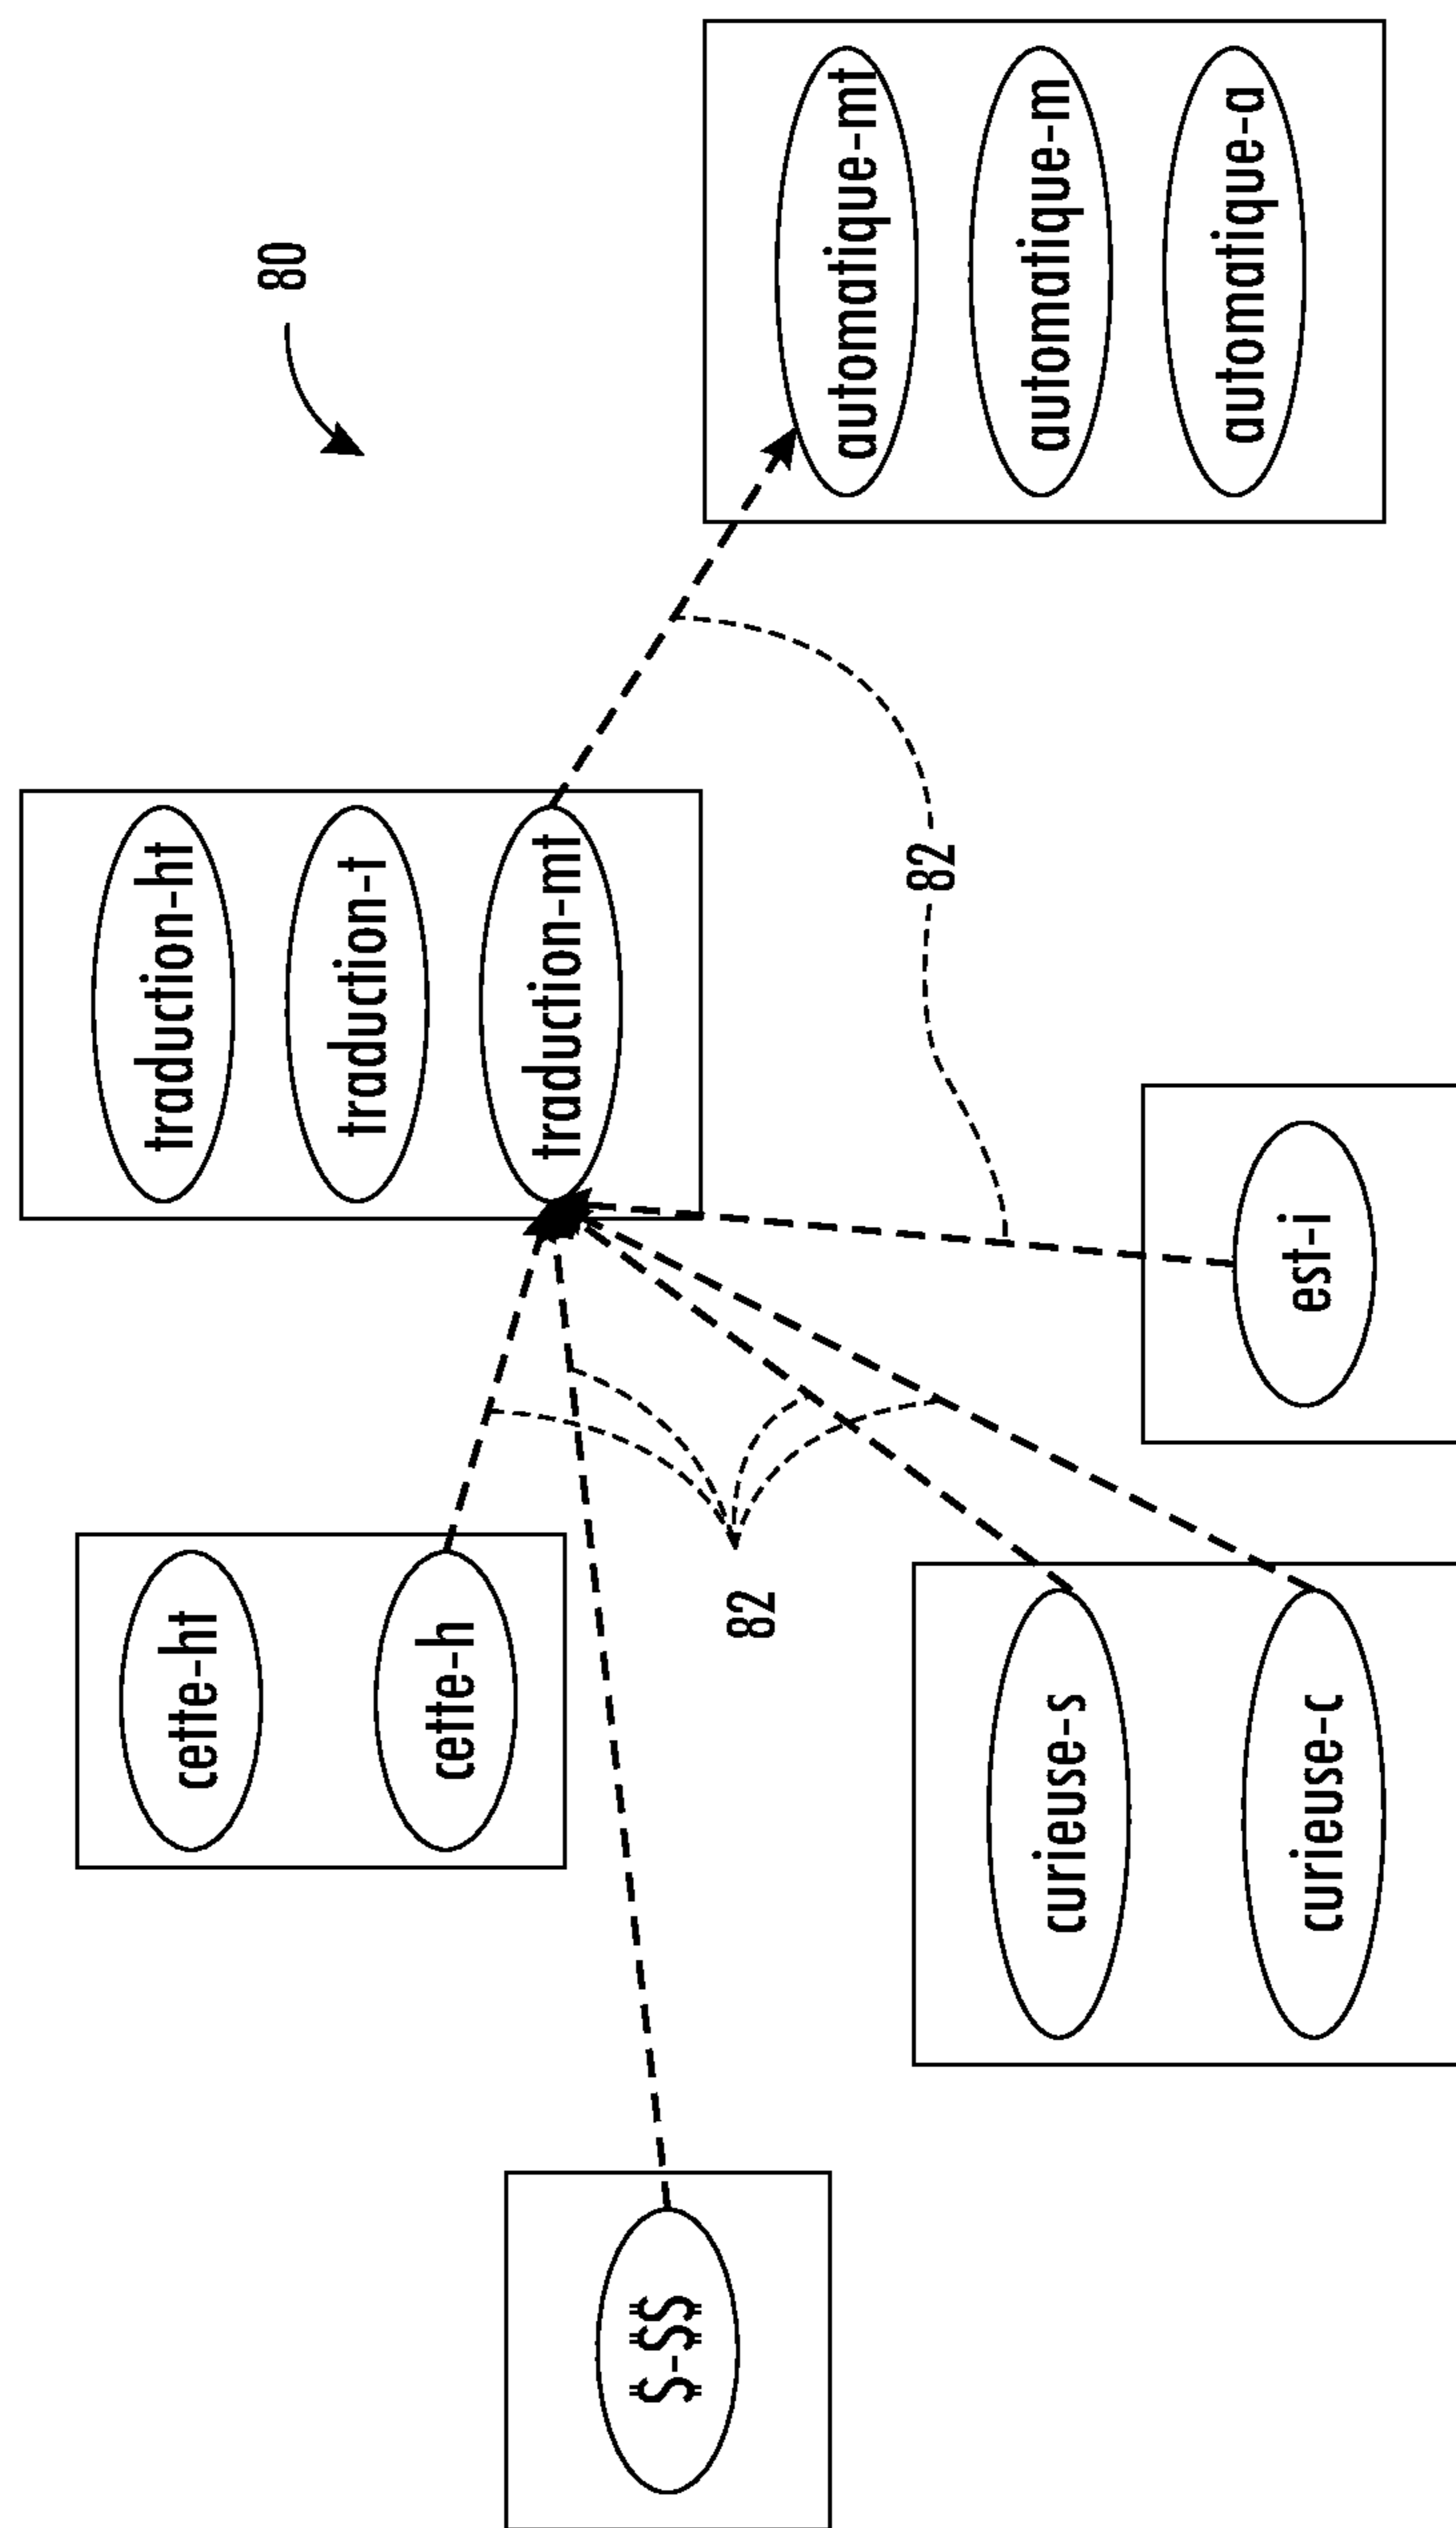 80
cette-ht
cette-h
traduction-ht
traduction-t
traduction-mt
$-$$
82
82
automatique-mt
automatique-m
automatique-a
curieuse-s
curieuse-c
est-i